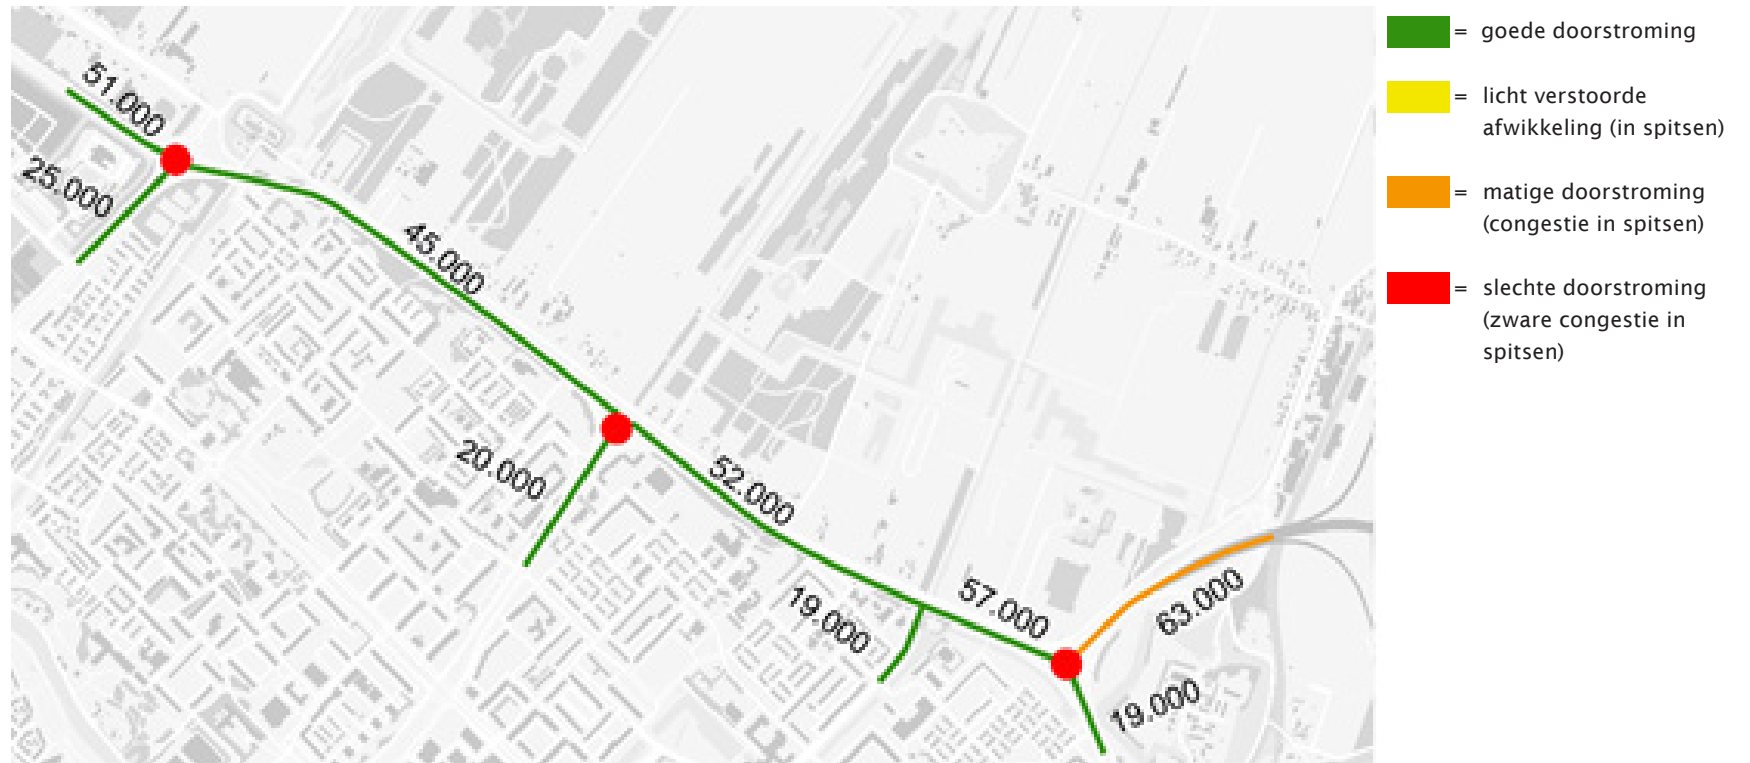 51.000
25.000
45.000
20.000
52.000
19.000
57.000
63.000
19.000
= goede doorstroming
= licht verstoorde
afwikkeling (in spitsen)
= matige doorstroming
(congestie in spitsen)
= slechte doorstroming
(zware congestie in
spitsen)